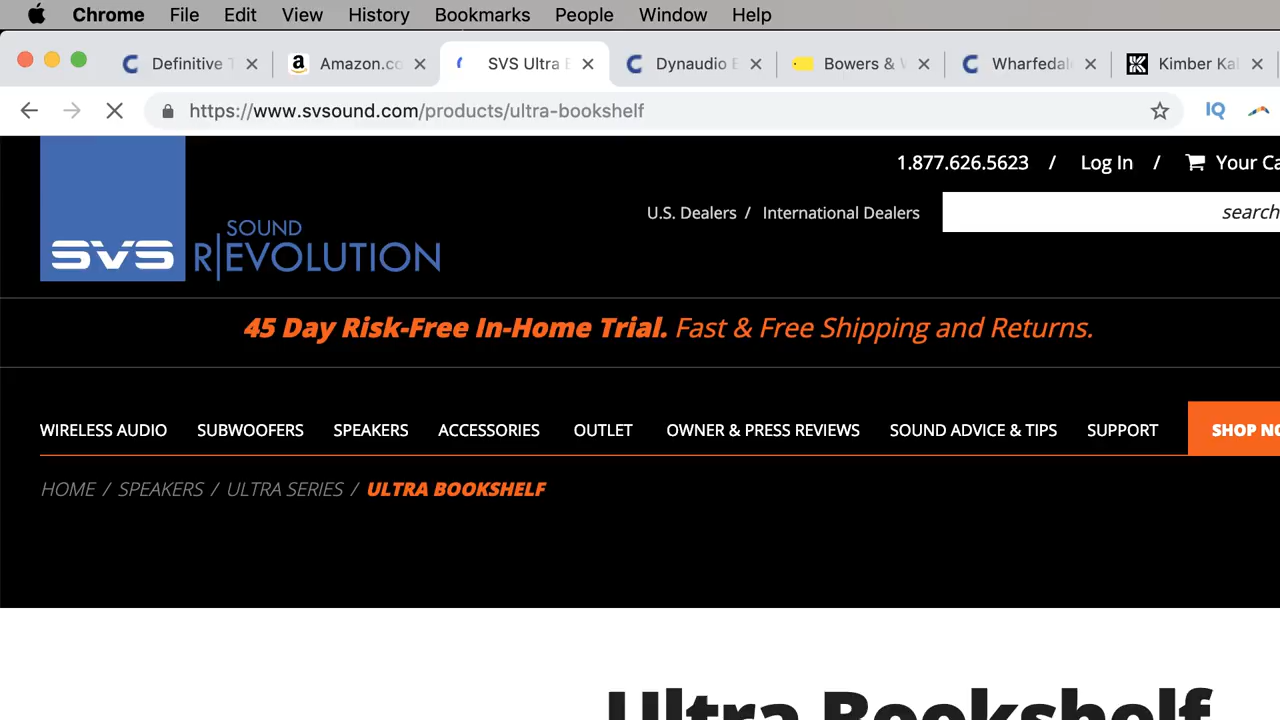 Chrome File Edit View History Bookmarks People Window Help
Definitive T Amazon.co SVS Ultra B Dynaudio E Bowers & W Wharfedal Kimber Kal
https://www.svsound.com/products/ultra-bookshelf IQ
1.877.626.5623 / Log In / Your Ca
U.S. Dealers / International Dealers search
SVS SOUND
R|EVOLUTION
45 Day Risk-Free In-Home Trial. Fast & Free Shipping and Returns.
WIRELESS AUDIO SUBWOOFERS SPEAKERS ACCESSORIES OUTLET OWNER & PRESS REVIEWS SOUND ADVICE & TIPS SUPPORT SHOP NO
HOME / SPEAKERS / ULTRA SERIES / ULTRA BOOKSHELF
Ultra Bookshelf